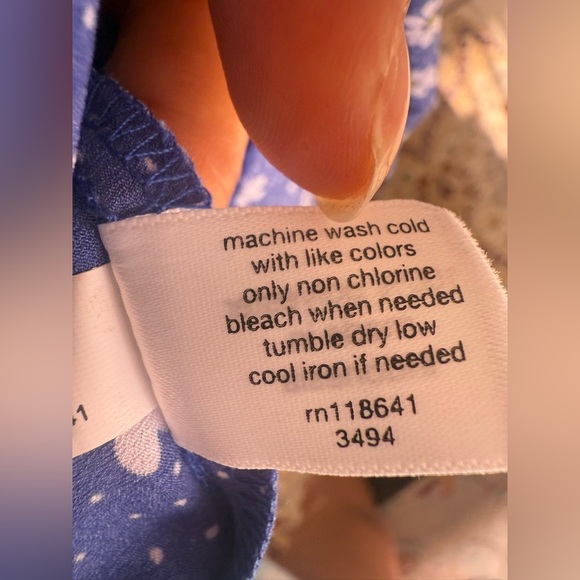 machine wash cold
with like colors
only non chlorine
bleach when needed
tumble dry low
cool iron if needed
rn118641
3494